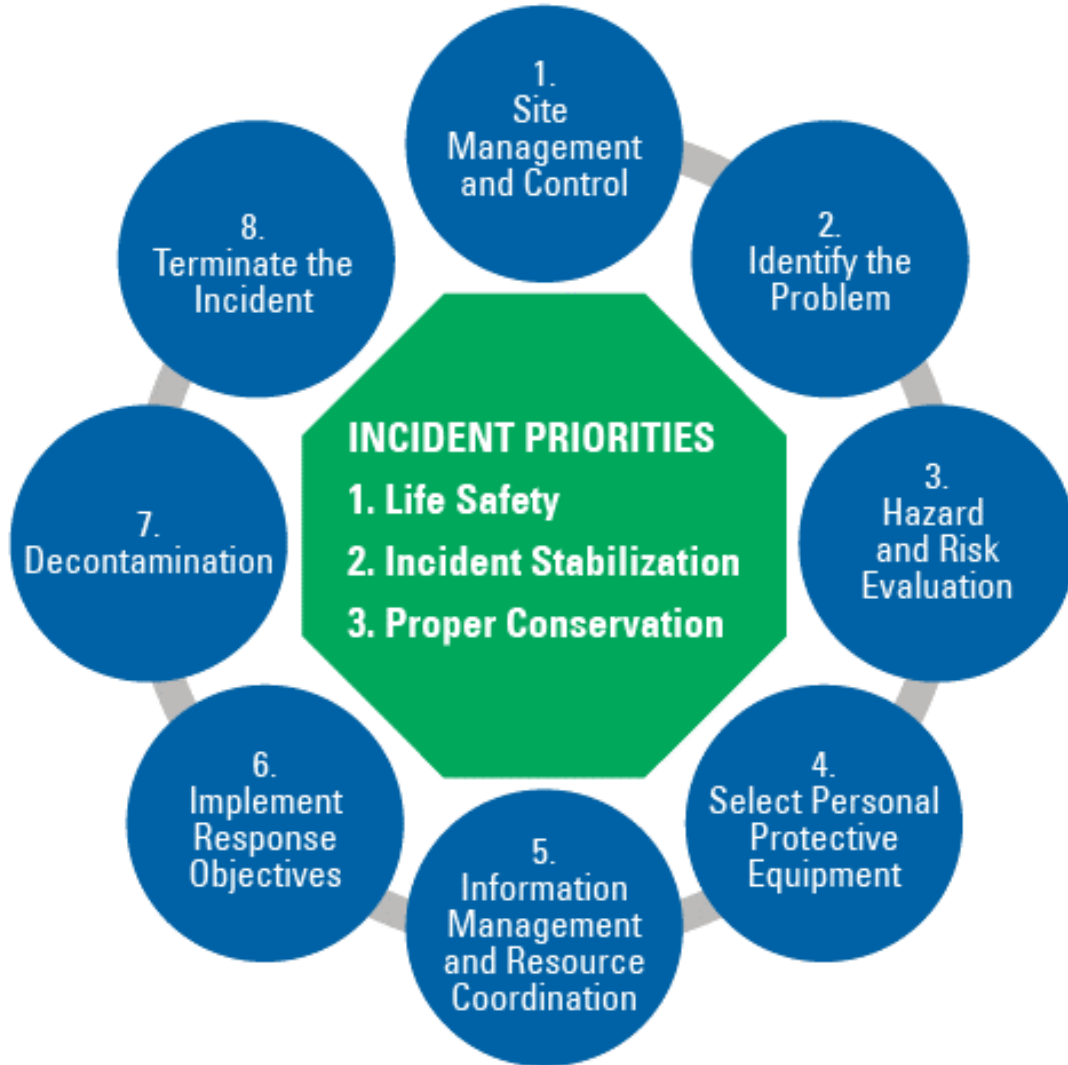 1.
Site
Management
and Control
2.
Identify the
Problem
3.
Hazard
and Risk
Evaluation
4.
Select Personal
Protective
Equipment
5.
Information
Management
and Resource
Coordination
6.
Implement
Response
Objectives
7.
Decontamination
8.
Terminate the
Incident
INCIDENT PRIORITIES
1. Life Safety
2. Incident Stabilization
3. Proper Conservation